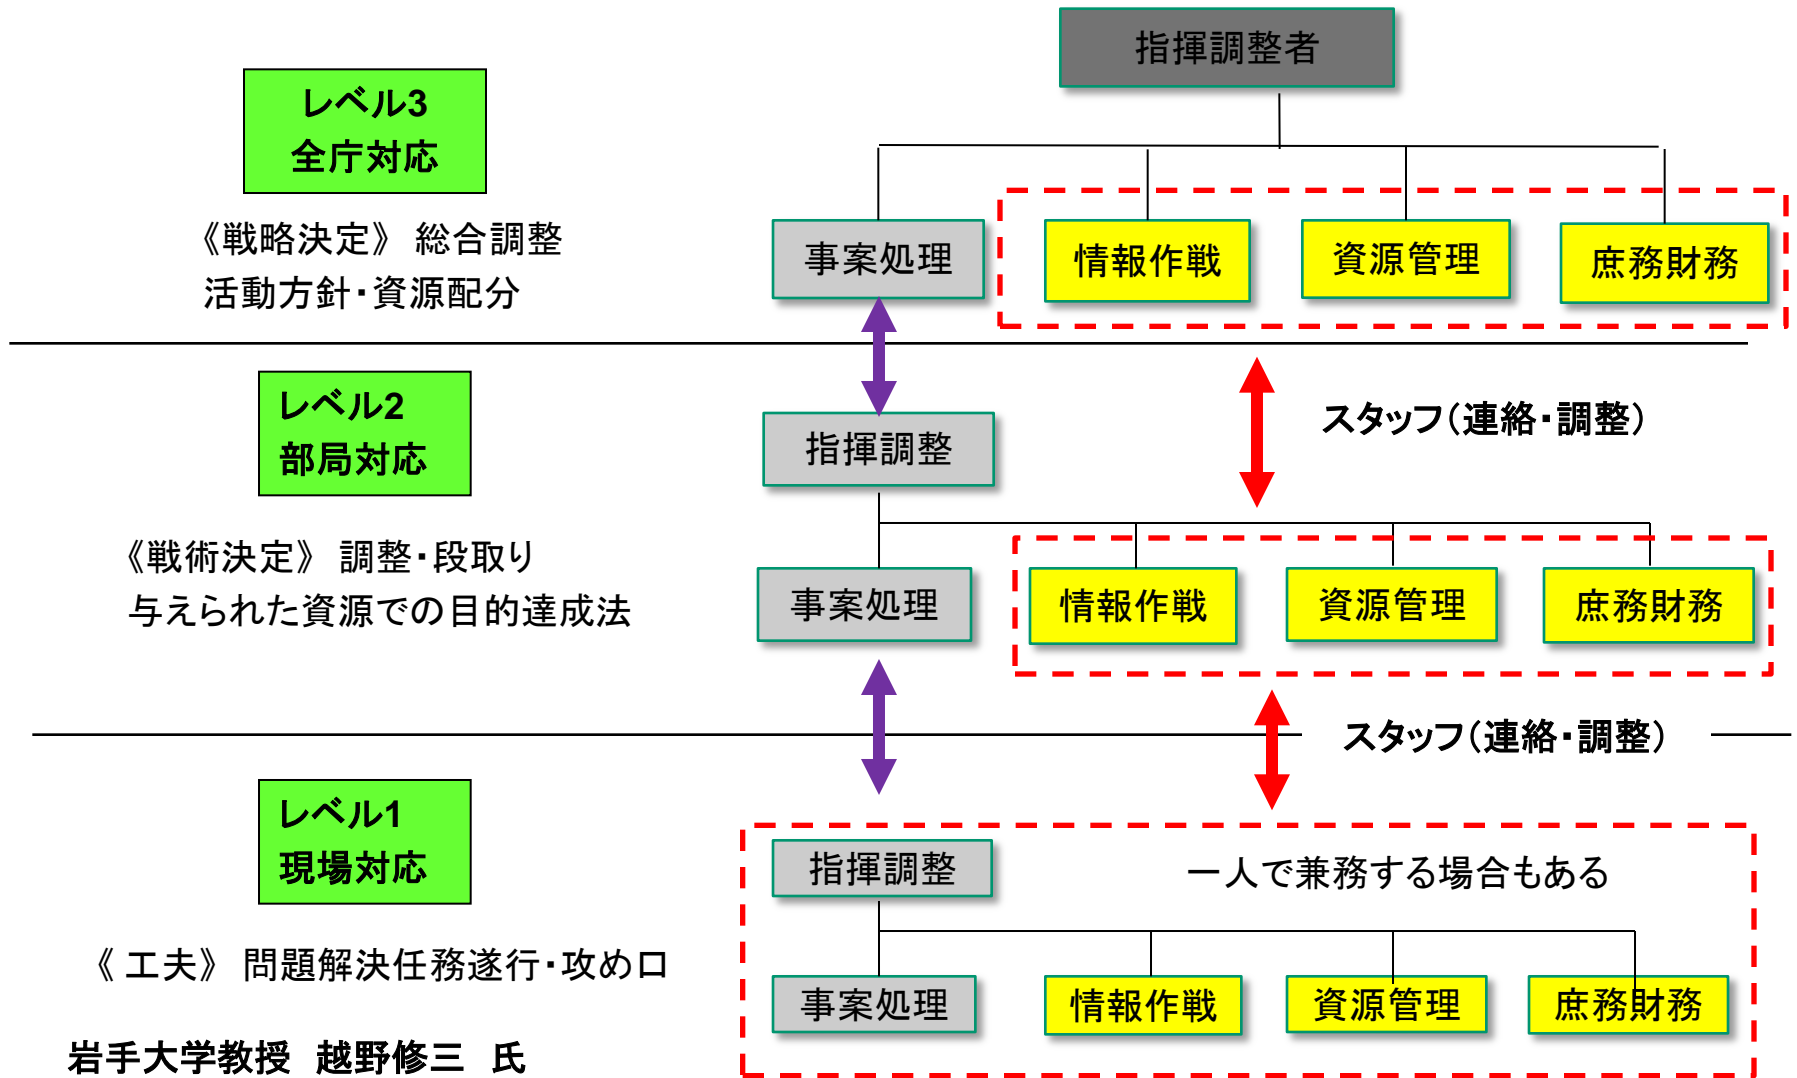 指揮調整者
レベル3
全庁対応
《戦略決定》 総合調整
活動方針・資源配分
事案処理
情報作戦
資源管理
庶務財務
レベル2
部局対応
スタッフ(連絡・調整)
指揮調整
《戦術決定》 調整・段取り
与えられた資源での目的達成法
事案処理
情報作戦
資源管理
庶務財務
スタッフ(連絡・調整)
レベル1
現場対応
指揮調整
一人で兼務する場合もある
《 工夫》 問題解決任務遂行・攻め口
事案処理
情報作戦
資源管理
庶務財務
岩手大学教授 越野修三 氏